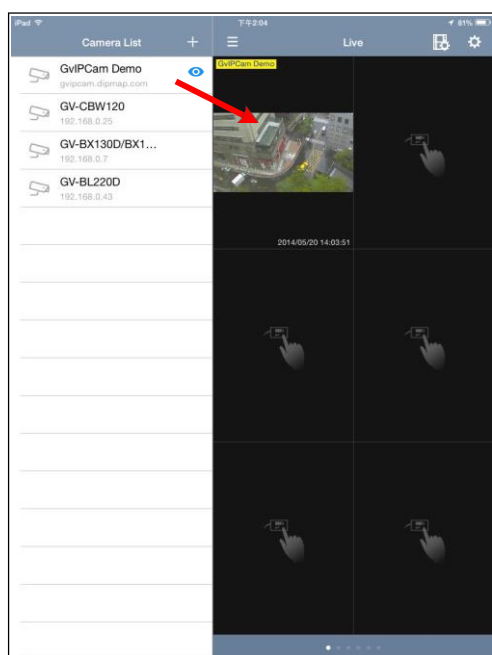 iPad
下午2:04
81%
Camera List
+
Live
GvIPCam Demo
gvipcam.dipmap.com
GV-CBW120
192.168.0.25
GV-BX130D/BX1...
192.168.0.7
GV-BL220D
192.168.0.43
GvIPCam Demo
2014/05/20 14:03:51